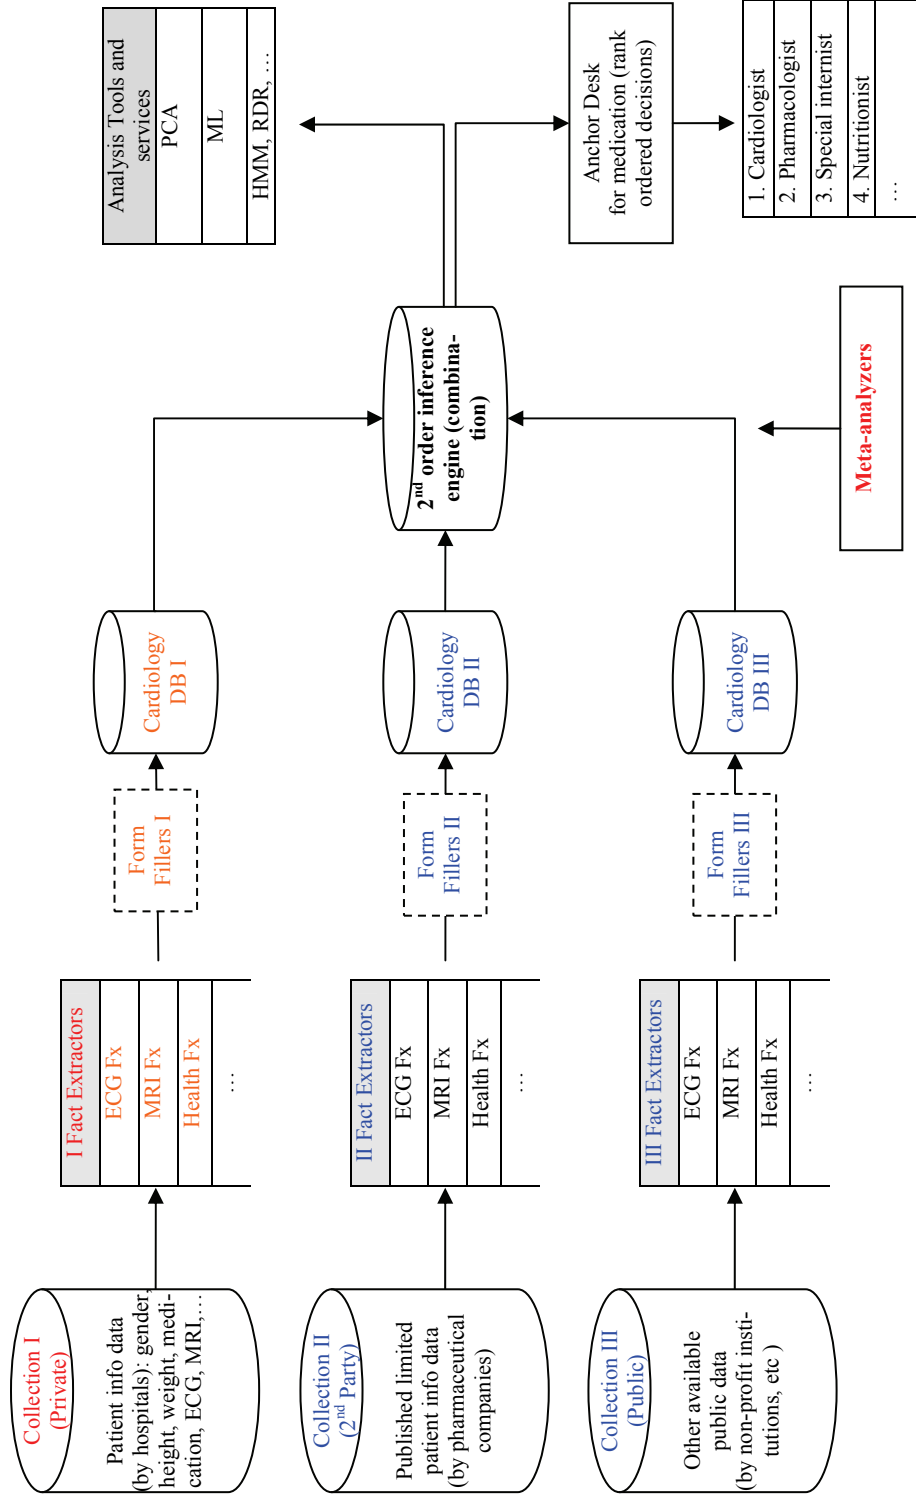 Collection I
(Private)
Patient info data
(by hospitals): gender,
height, weight, medi-
cation, ECG, MRI,…
I Fact Extractors
ECG Fx
MRI Fx
Health Fx
…
Form
Fillers I
Cardiology
DB I
Collection II
(2nd Party)
Published limited
patient info data
(by pharmaceutical
companies)
II Fact Extractors
ECG Fx
MRI Fx
Health Fx
…
Form
Fillers II
Cardiology
DB II
Collection III
(Public)
Other available
public data
(by non-profit insti-
tutions, etc )
III Fact Extractors
ECG Fx
MRI Fx
Health Fx
…
Form
Fillers III
Cardiology
DB III
2nd order inference
engine (combina-
tion)
Meta-analyzers
Analysis Tools and
services
PCA
ML
HMM, RDR, …
Anchor Desk
for medication (rank
ordered decisions)
1. Cardiologist
2. Pharmacologist
3. Special internist
4. Nutritionist
…